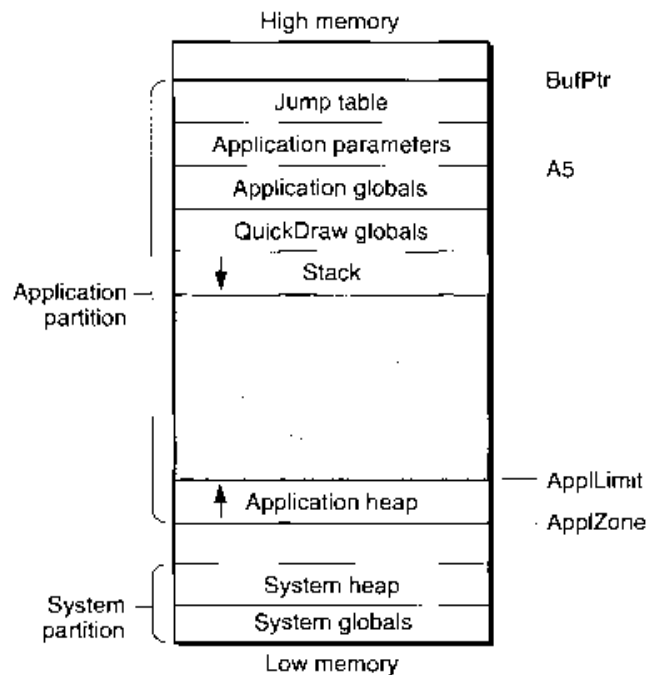 High memory
BufPtr
Jump table
Application parameters
A5
Application globals
QuickDraw globals
Stack
Application partition
ApplLimit
Application heap
ApplZone
System heap
System partition
System globals
Low memory